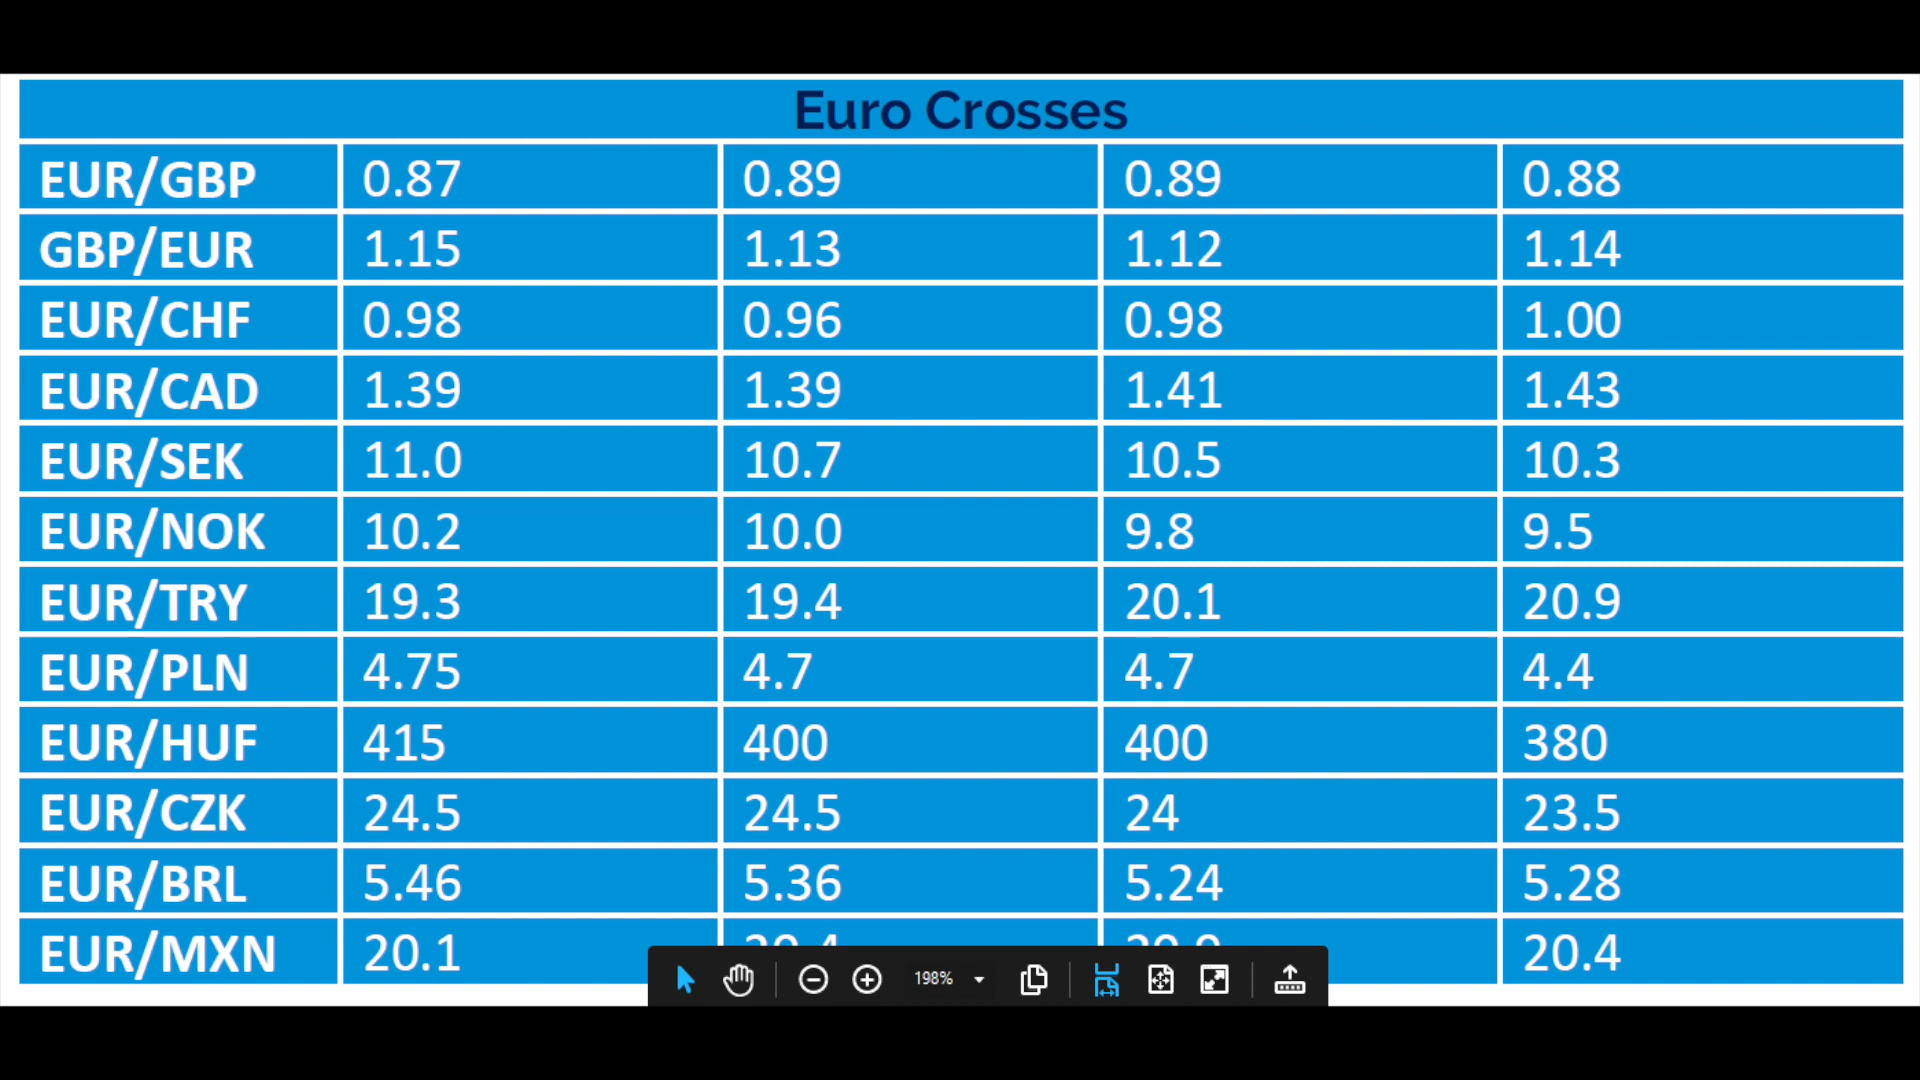 Euro Crosses
EUR/GBP 0.87 0.89 0.89 0.88
GBP/EUR 1.15 1.13 1.12 1.14
EUR/CHF 0.98 0.96 0.98 1.00
EUR/CAD 1.39 1.39 1.41 1.43
EUR/SEK 11.0 10.7 10.5 10.3
EUR/NOK 10.2 10.0 9.8 9.5
EUR/TRY 19.3 19.4 20.1 20.9
EUR/PLN 4.75 4.7 4.7 4.4
EUR/HUF 415 400 400 380
EUR/CZK 24.5 24.5 24 23.5
EUR/BRL 5.46 5.36 5.24 5.28
EUR/MXN 20.1 20.4
198%